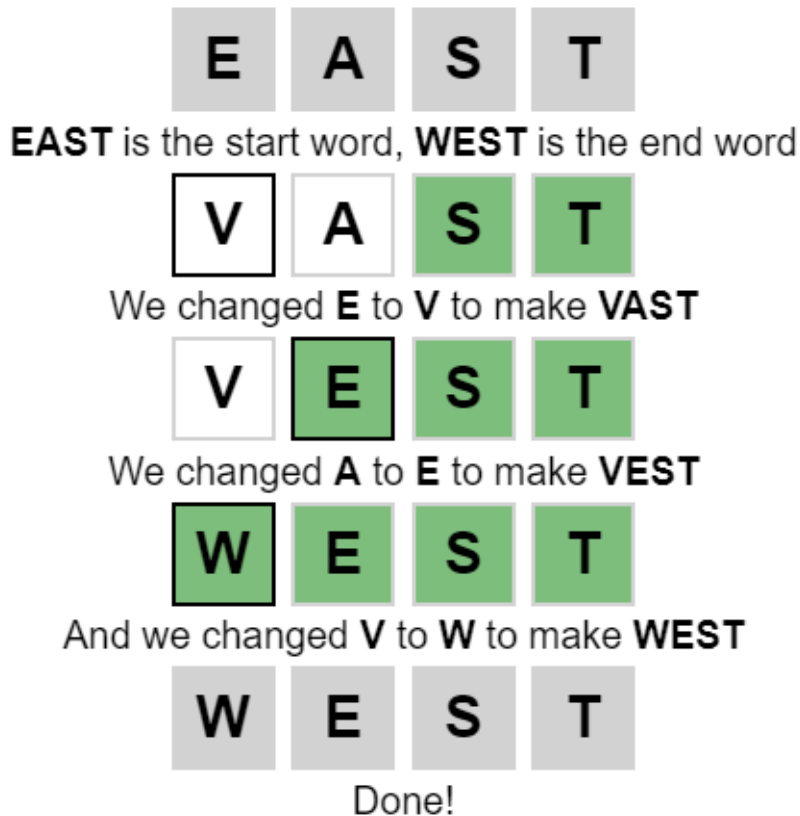 E A S T
EAST is the start word, WEST is the end word
V A S T
We changed E to V to make VAST
V E S T
We changed A to E to make VEST
W E S T
And we changed V to W to make WEST
W E S T
Done!